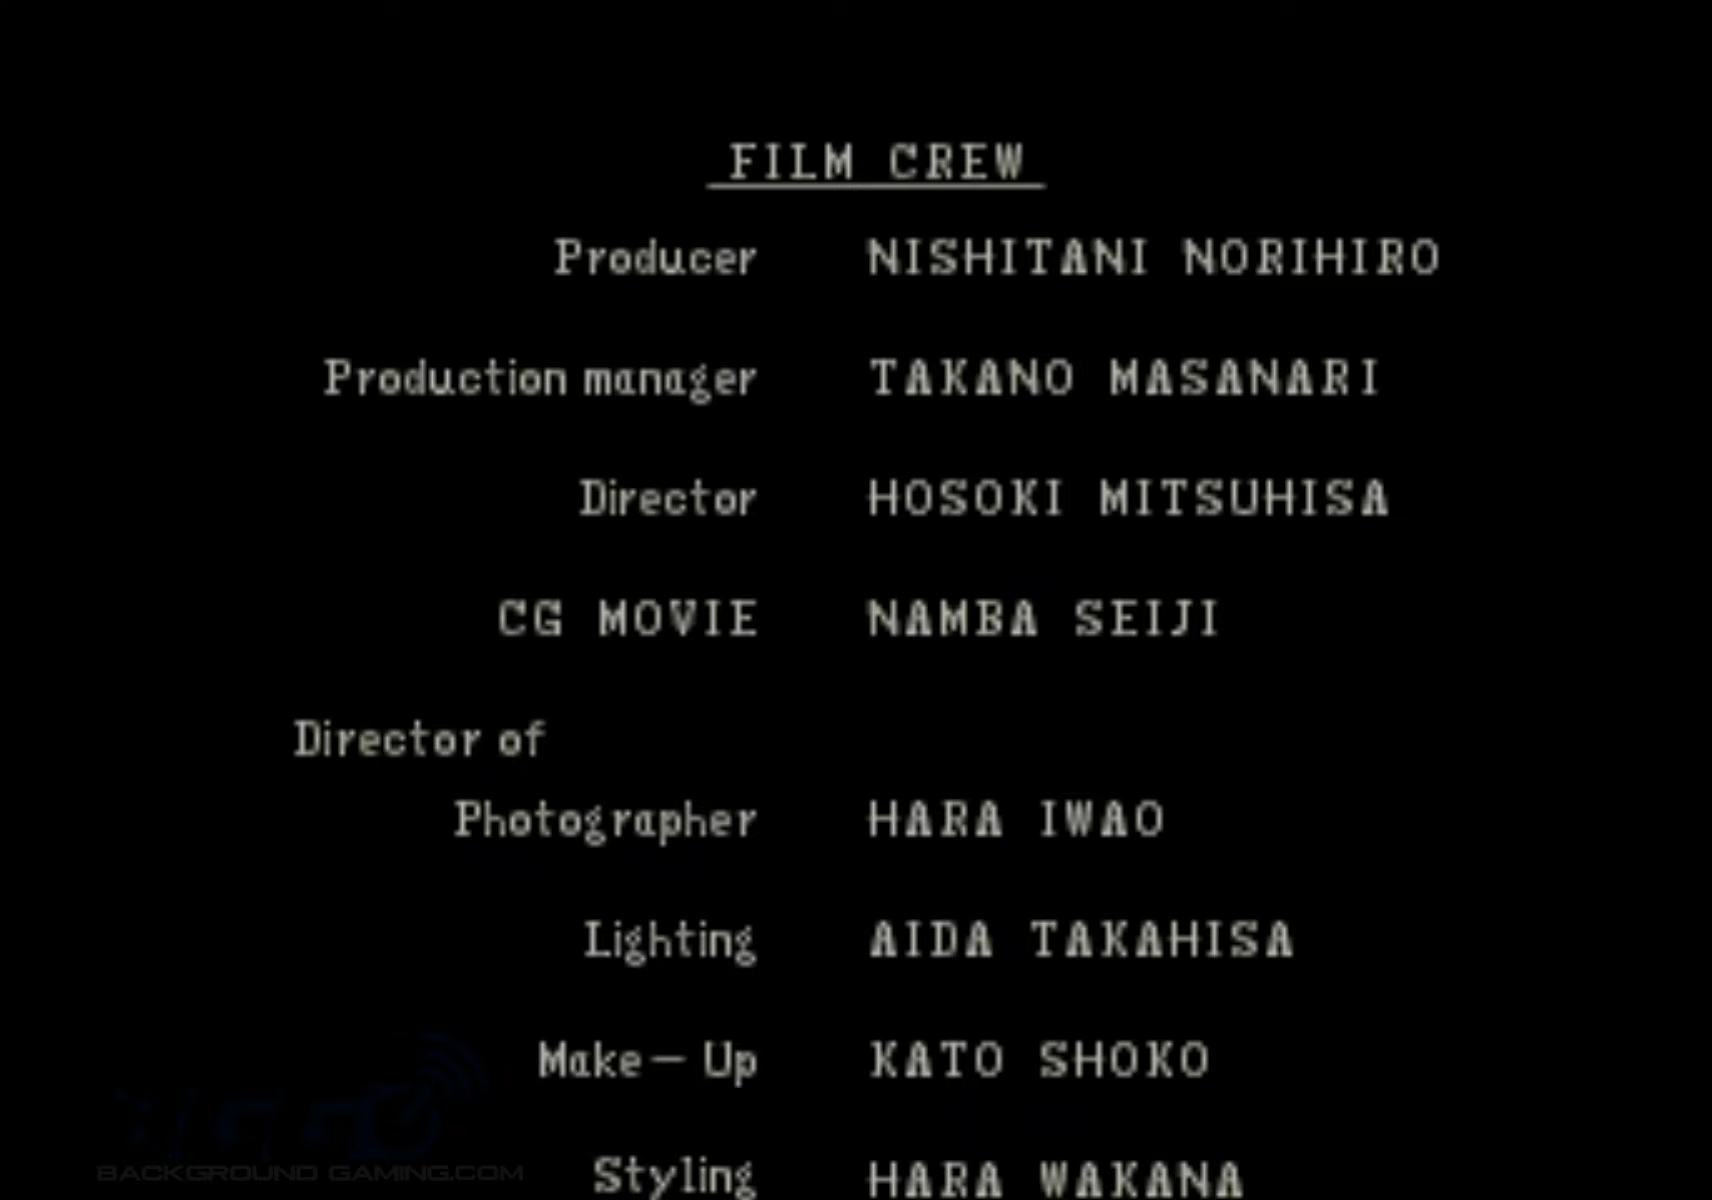 FILM CREW
Producer NISHITANI NORIHIRO
Production manager TAKANO MASANARI
Director HOSOKI MITSUHISA
CG MOVIE NAMBA SEIJI
Director of
Photographer HARA IWAO
Lighting AIDA TAKAHISA
Make-Up KATO SHOKO
Styling HARA WAKANA
BACKGROUND GAMING.COM